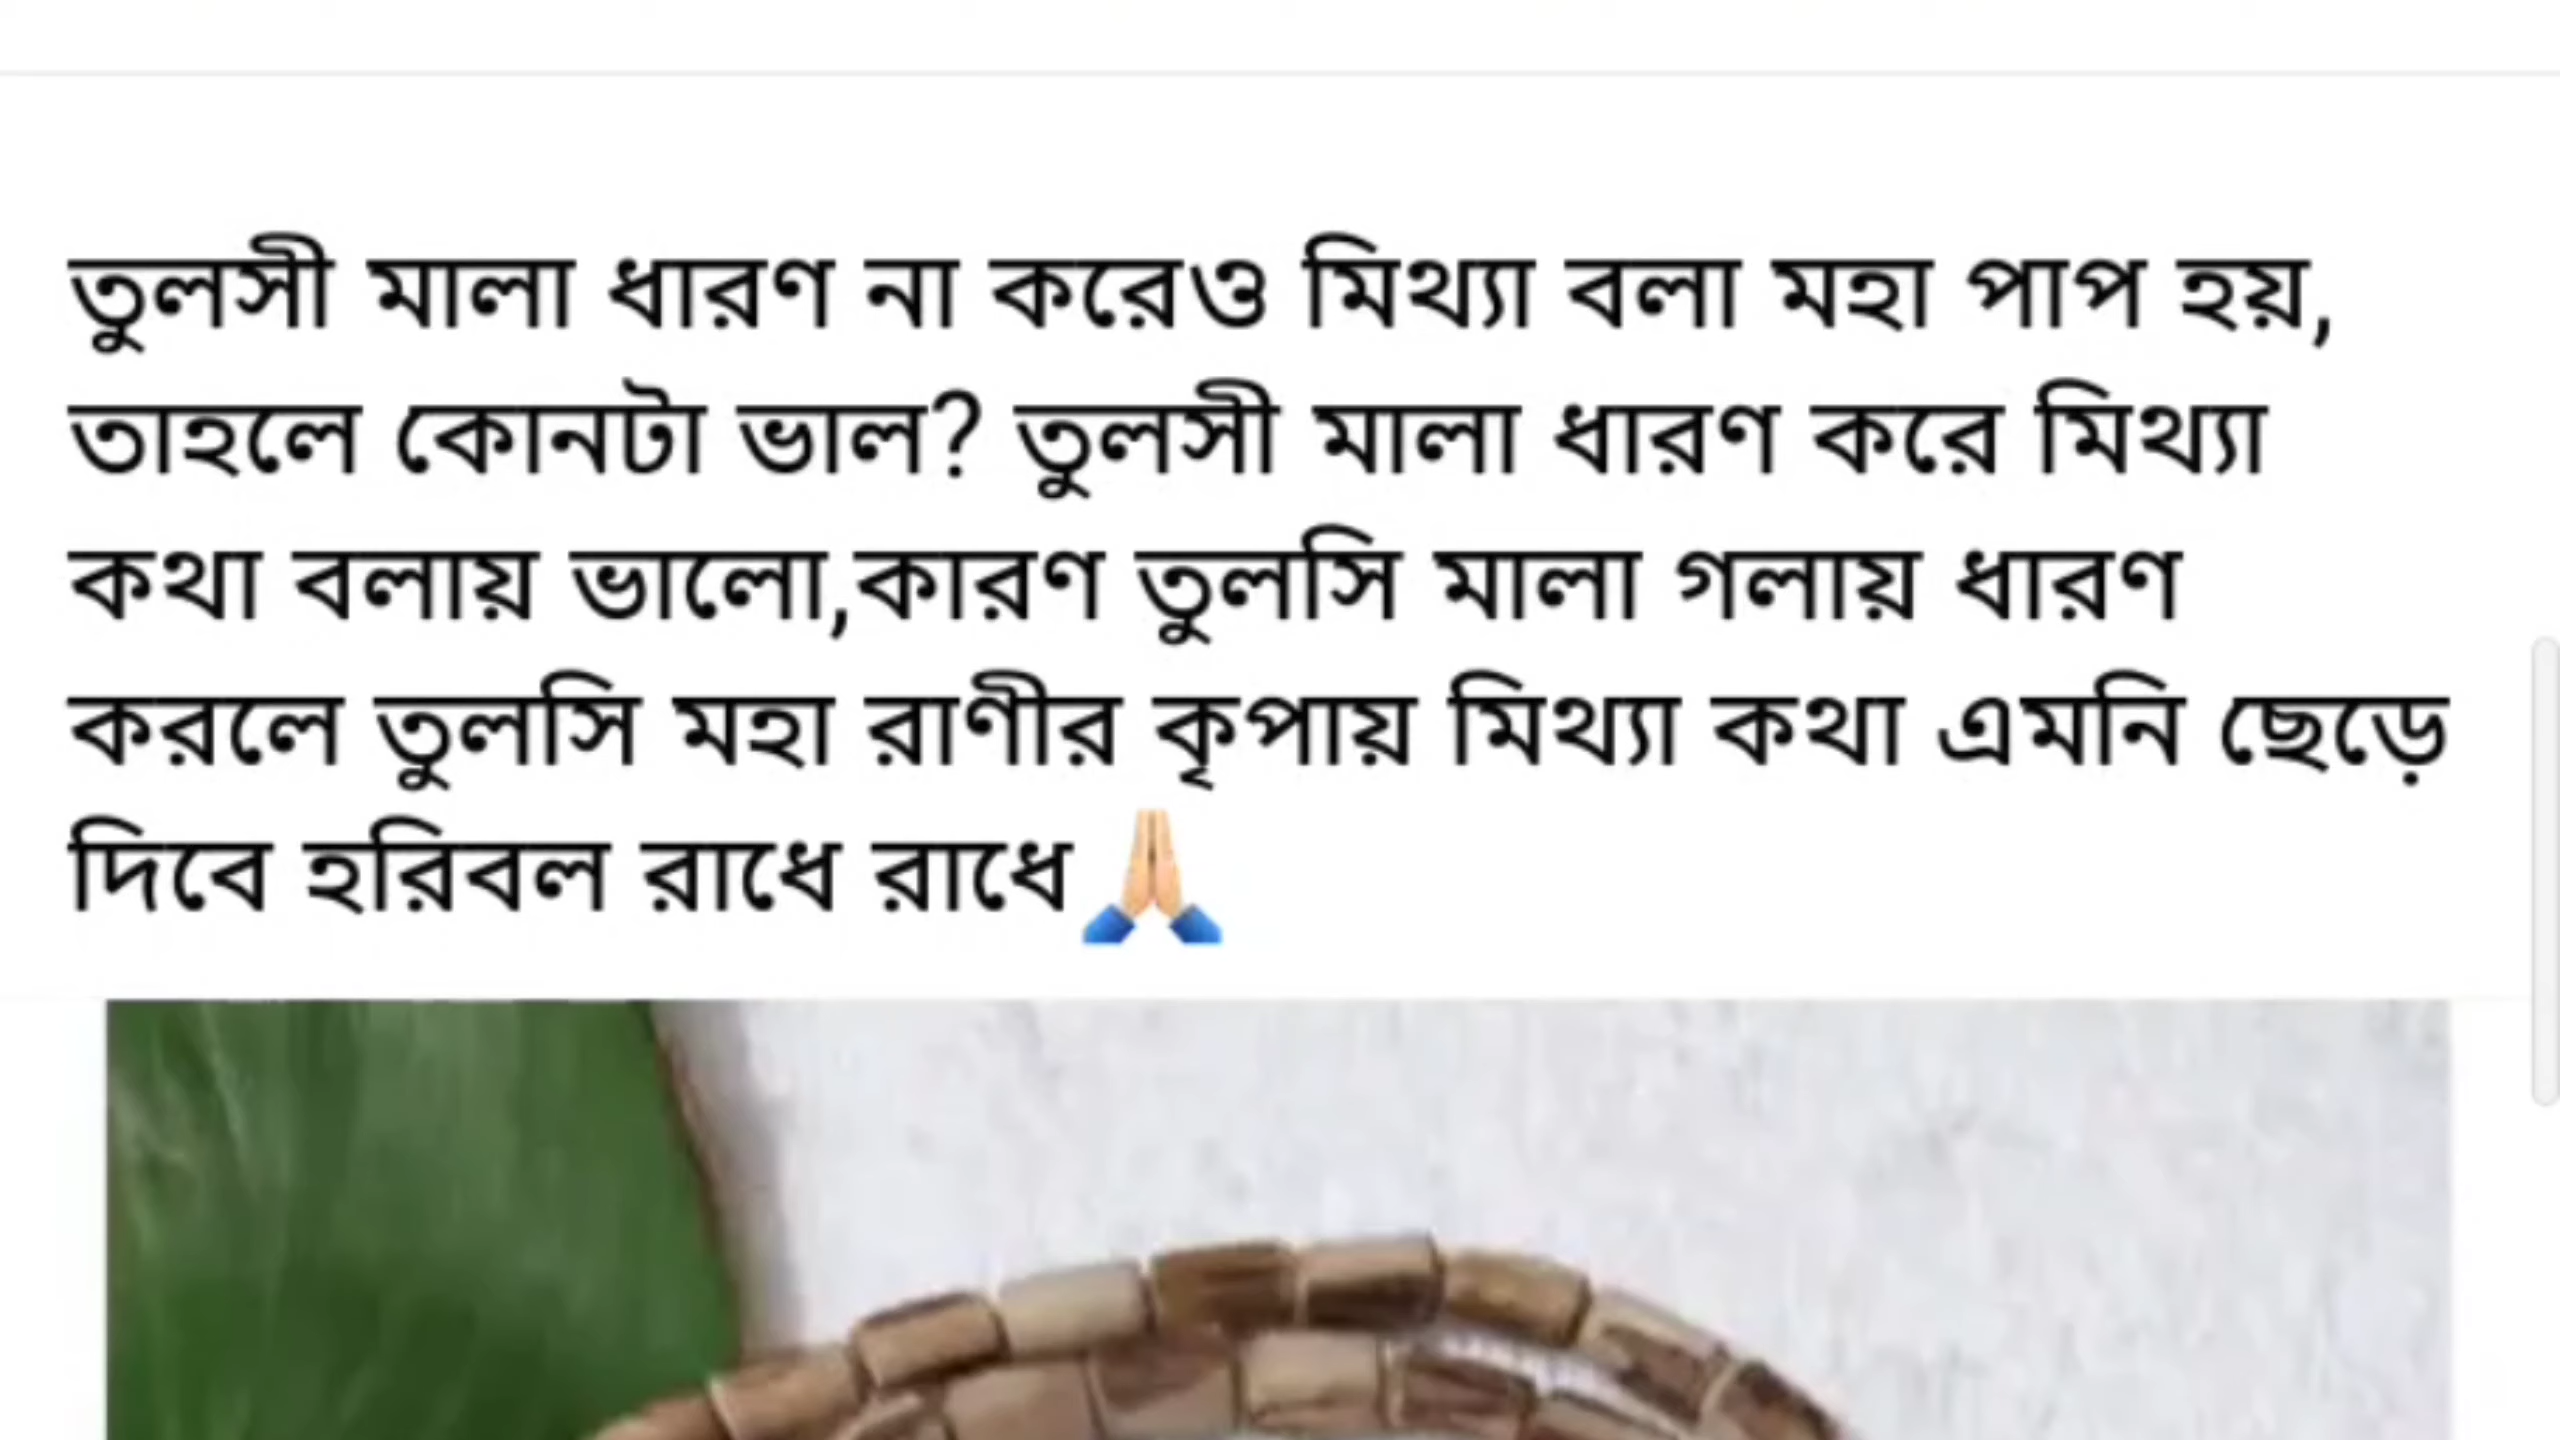 তুলসী মালা ধারণ না করেও মিথ্যা বলা মহা পাপ হয়,
তাহলে কোনটা ভাল? তুলসী মালা ধারণ করে মিথ্যা
কথা বলায় ভালো,কারণ তুলসি মালা গলায় ধারণ
করলে তুলসি মহা রাণীর কৃপায় মিথ্যা কথা এমনি ছেড়ে
দিবে হরিবল রাধে রাধে🙏🏼